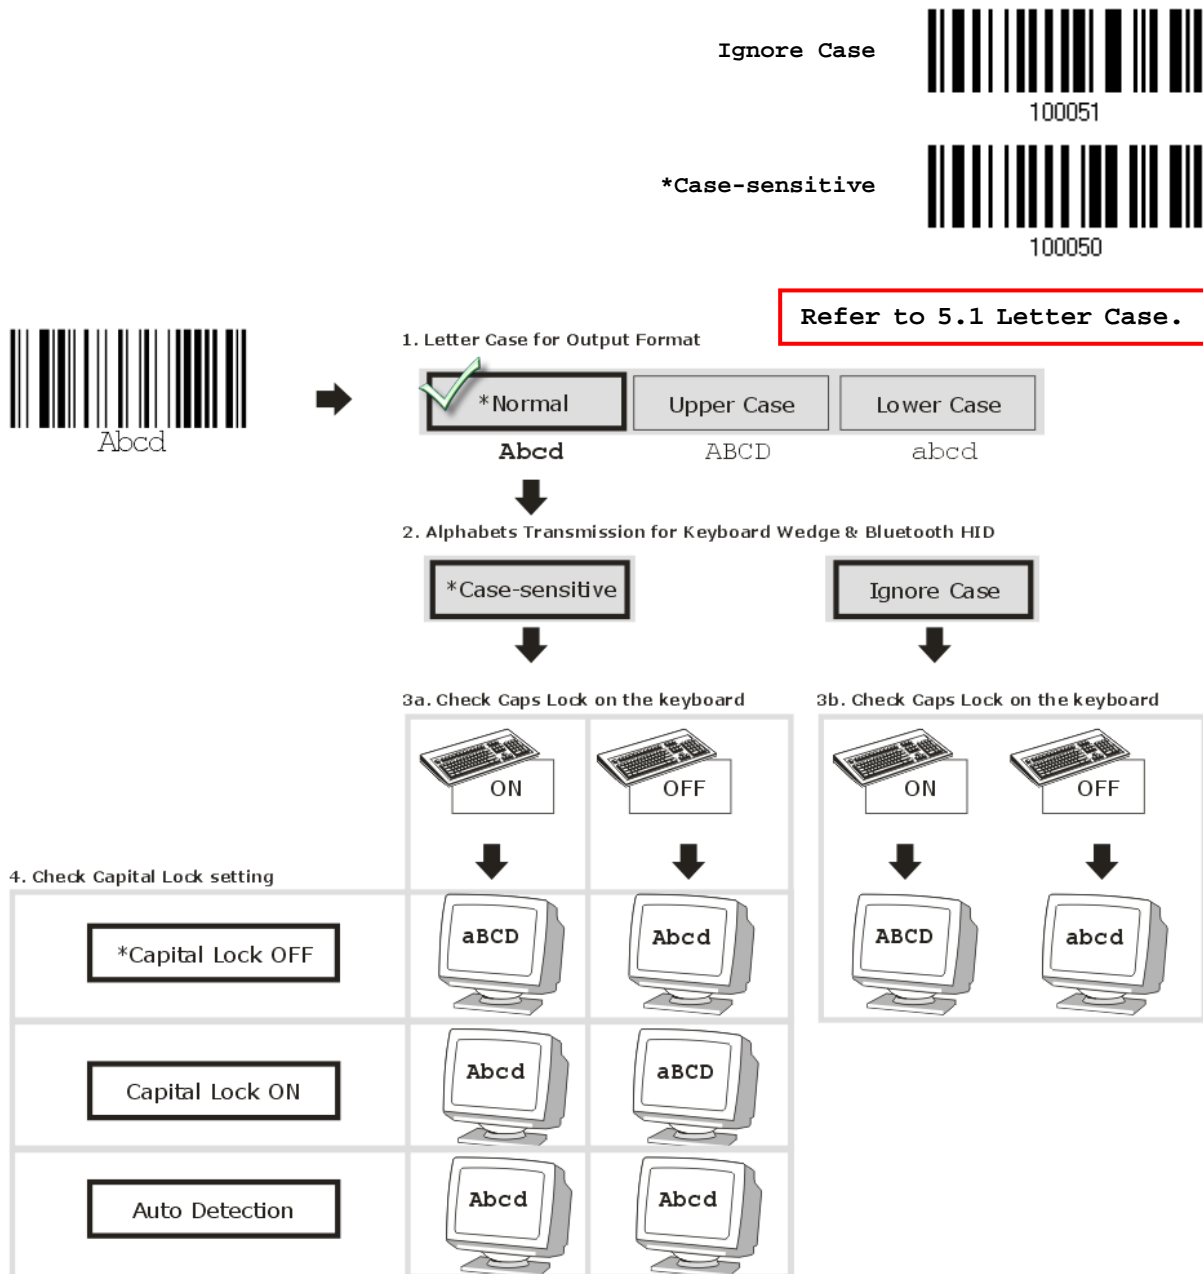 Ignore Case
100051
*Case-sensitive
100050
Refer to 5.1 Letter Case.
1. Letter Case for Output Format
*Normal Upper Case Lower Case
Abcd
Abcd ABCD abcd
2. Alphabets Transmission for Keyboard Wedge & Bluetooth HID
*Case-sensitive Ignore Case
3a. Check Caps Lock on the keyboard 3b. Check Caps Lock on the keyboard
ON OFF ON OFF
4. Check Capital Lock setting
*Capital Lock OFF aBCD Abcd ABCD abcd
Capital Lock ON Abcd aBCD
Auto Detection Abcd Abcd